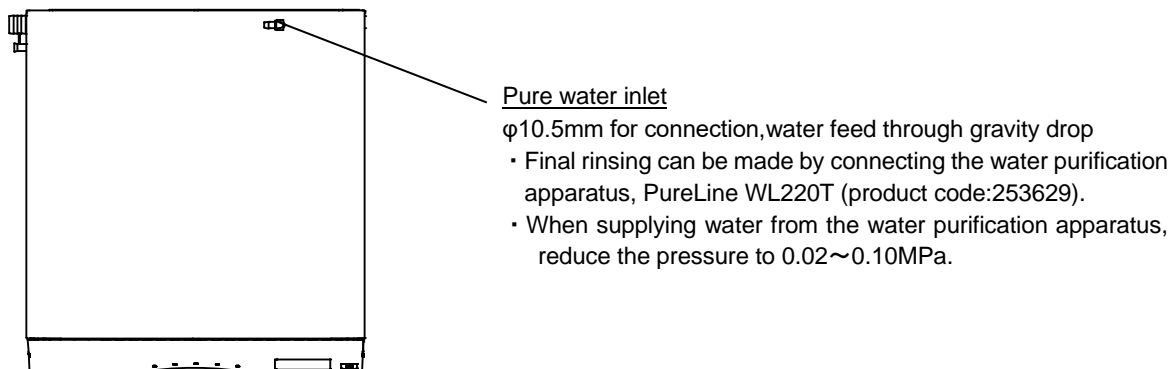 Pure water inlet
φ10.5mm for connection,water feed through gravity drop
・Final rinsing can be made by connecting the water purification
apparatus, PureLine WL220T (product code:253629).
・When supplying water from the water purification apparatus,
reduce the pressure to 0.02～0.10MPa.